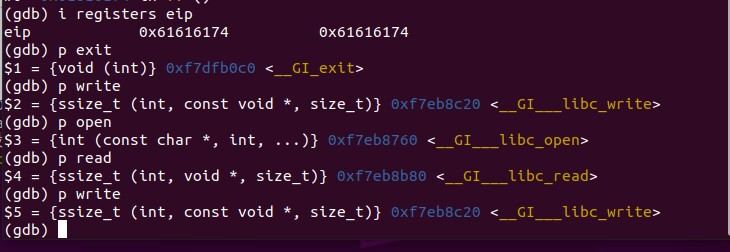 (gdb) i registers eip
eip            0x61616174          0x61616174
(gdb) p exit
$1 = {void (int)} 0xf7dfb0c0 <__GI_exit>
(gdb) p write
$2 = {ssize_t (int, const void *, size_t)} 0xf7eb8c20 <__GI___libc_write>
(gdb) p open
$3 = {int (const char *, int, ...)} 0xf7eb8760 <__GI___libc_open>
(gdb) p read
$4 = {ssize_t (int, void *, size_t)} 0xf7eb8b80 <__GI___libc_read>
(gdb) p write
$5 = {ssize_t (int, const void *, size_t)} 0xf7eb8c20 <__GI___libc_write>
(gdb)